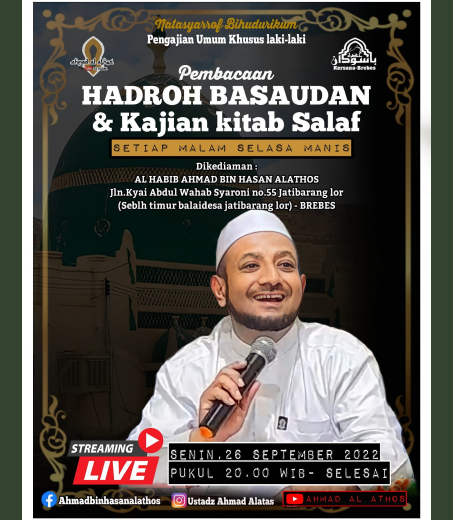 Natasyarrof Bihudurikum
Pengajian Umum Khusus laki-laki
Karsana-Brebes
Pembacaan
HADROH BASAUDAN
& Kajian kitab Salaf
SETIAP MALAM SELASA MANIS
Dikediaman :
AL HABIB AHMAD BIN HASAN ALATHOS
Jln.Kyai Abdul Wahab Syaroni no.55 Jatibarang lor
(Seblh timur balaidesa jatibarang lor) - BREBES
STREAMING
LIVE
SENIN.26 SEPTEMBER 2022
PUKUL 20.00 WIB- SELESAI
Ahmadbinhasanalathos
Ustadz Ahmad Alatas
AHMAD AL ATHOS